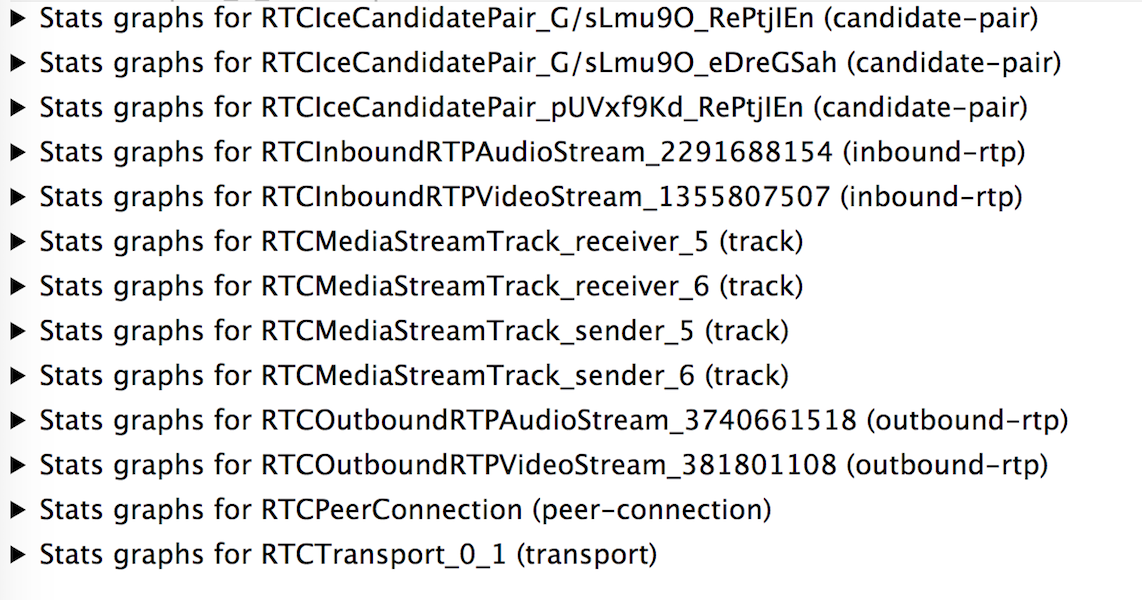 Stats graphs for RTCIceCandidatePair_G/sLmu9O_RePtjIEn (candidate-pair)
Stats graphs for RTCIceCandidatePair_G/sLmu9O_eDreGSah (candidate-pair)
Stats graphs for RTCIceCandidatePair_pUVxf9Kd_RePtjIEn (candidate-pair)
Stats graphs for RTCInboundRTPAudioStream_2291688154 (inbound-rtp)
Stats graphs for RTCInboundRTPVideoStream_1355807507 (inbound-rtp)
Stats graphs for RTCMediaStreamTrack_receiver_5 (track)
Stats graphs for RTCMediaStreamTrack_receiver_6 (track)
Stats graphs for RTCMediaStreamTrack_sender_5 (track)
Stats graphs for RTCMediaStreamTrack_sender_6 (track)
Stats graphs for RTCOutboundRTPAudioStream_3740661518 (outbound-rtp)
Stats graphs for RTCOutboundRTPVideoStream_381801108 (outbound-rtp)
Stats graphs for RTCPeerConnection (peer-connection)
Stats graphs for RTCTransport_0_1 (transport)